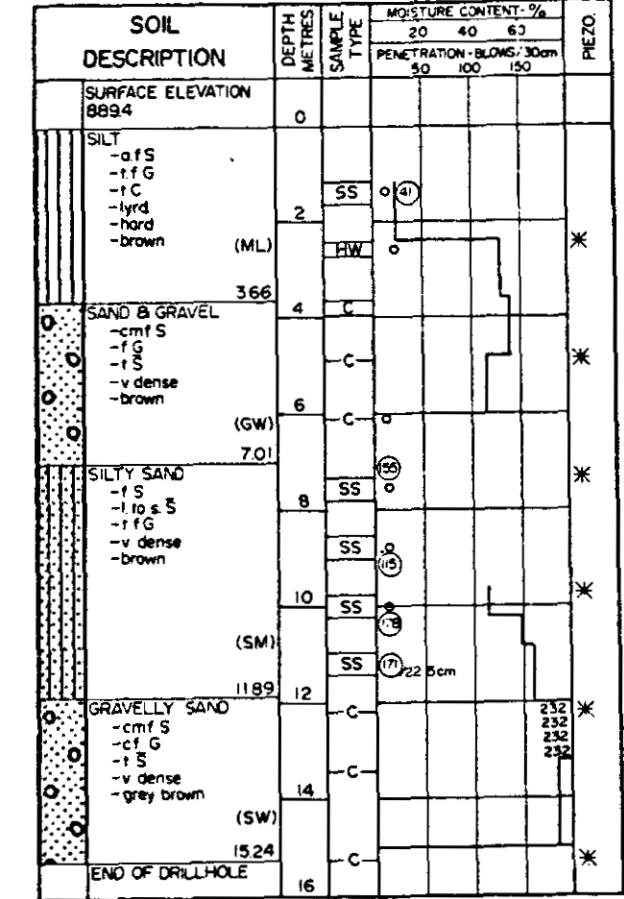 SOIL
DESCRIPTION
DEPTH
METRES
SAMPLE
TYPE
MOISTURE CONTENT-%
20 40 60
PENETRATION-BLOWS/30cm
50 100 150
PIEZO.
SURFACE ELEVATION
889.4
0
SILT
-a.f S
-t.f G
-t C
-lyrd
-hard
-brown
(ML)
3.66
SS
41
2
HW
4
C
SAND & GRAVEL
-cmf S
-f G
-t S̄
-v dense
-brown
(GW)
7.01
C
6
C
155
SILTY SAND
-f S
-l. to s. S̄
-t f G
-v dense
-brown
(SM)
11.89
SS
8
SS
115
10
SS
178
SS
171/22.5cm
12
GRAVELLY SAND
-cmf S
-cf G
-t S̄
-v dense
-grey brown
(SW)
15.24
C
232
232
232
232
C
14
C
END OF DRILLHOLE
16